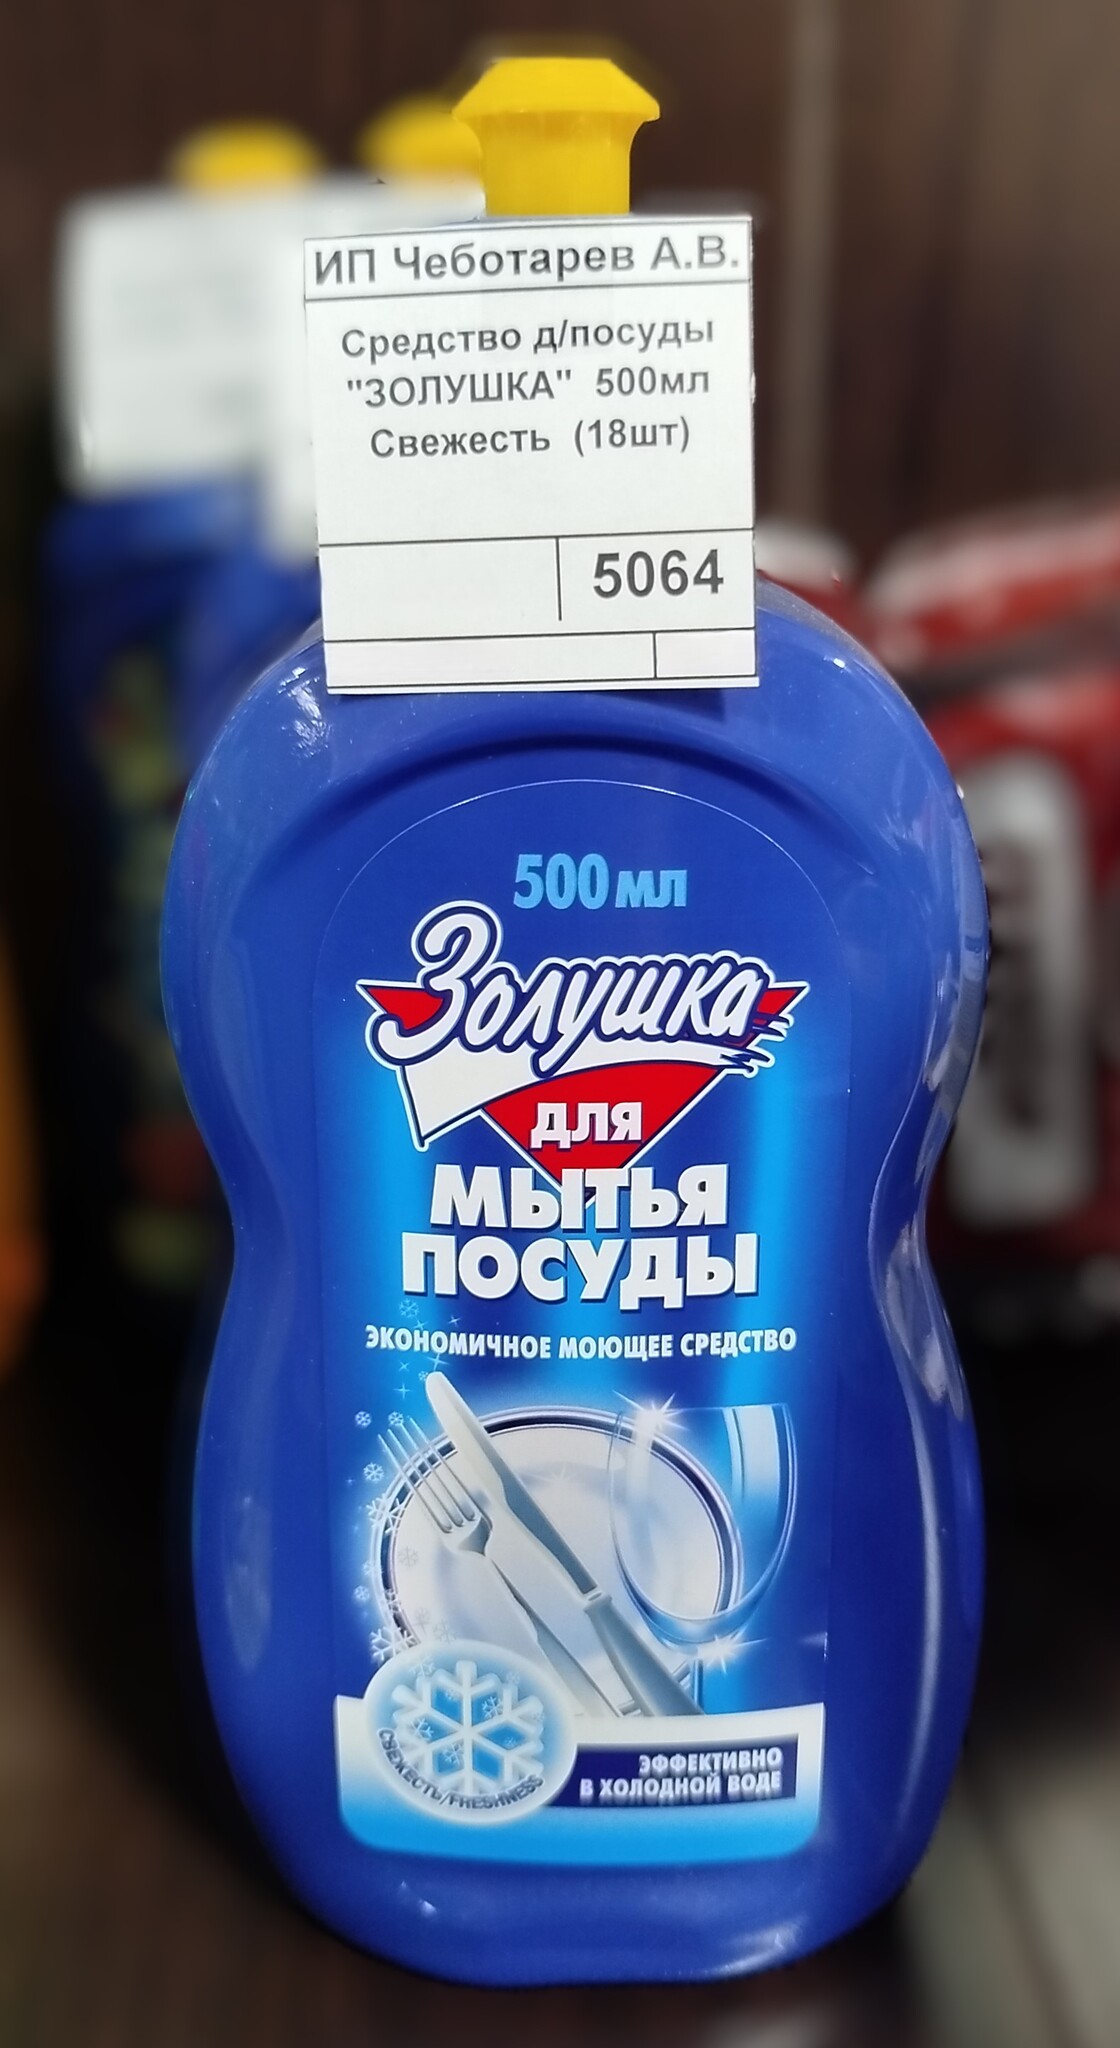 ИП Чеботарев А.В.
Средство д/посуды
"ЗОЛУШКА" 500мл
Свежесть (18шт)
5064
500 мл
Золушка
для
мытья
посуды
ЭКОНОМИЧНОЕ МОЮЩЕЕ СРЕДСТВО
СВЕЖЕСТЬ/FRESHNESS
ЭФФЕКТИВНО
В ХОЛОДНОЙ ВОДЕ